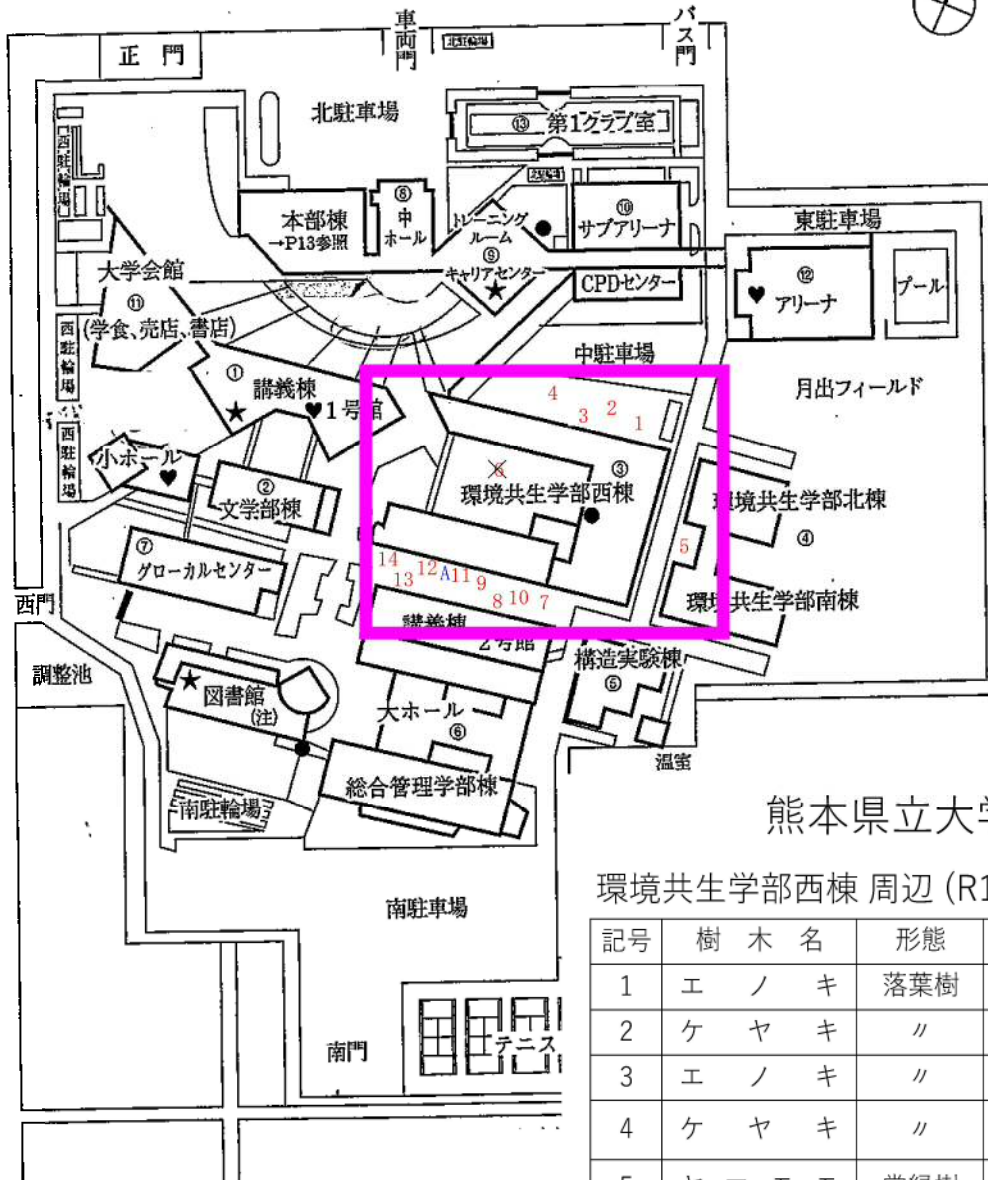 正門
車両門
北駐輪場
バス門
北駐車場
⑬ 第1クラブ室
西駐輪場
本部棟
→P13参照
⑧
中
ホール
トレーニング
ルーム
⑨
キャリアセンター
★
●
⑩
サブアリーナ
CPDセンター
東駐車場
⑫
♥ アリーナ
プール
大学会館
⑪
(学食、売店、書店)
西駐輪場
西駐輪場
中駐車場
月出フィールド
①
講義棟
★ ♥ 1号館
4 3 2 1
小ホール
♥
②
文学部棟
6
③
環境共生学部西棟
●
環境共生学部北棟
④
5
環境共生学部南棟
⑦
グローカルセンター
14 13 12 A 11 9 8 10 7
講義棟
2号館
西門
構造実験棟
⑤
調整池
★
図書館
(注)
●
大ホール
⑥
温室
総合管理学部棟
南駐輪場
南駐車場
南門
テニス
熊本県立大学
環境共生学部西棟 周辺 (R1
記号 樹木名 形態
1 エノキ 落葉樹
2 ケヤキ 〃
3 エノキ 〃
4 ケヤキ 〃